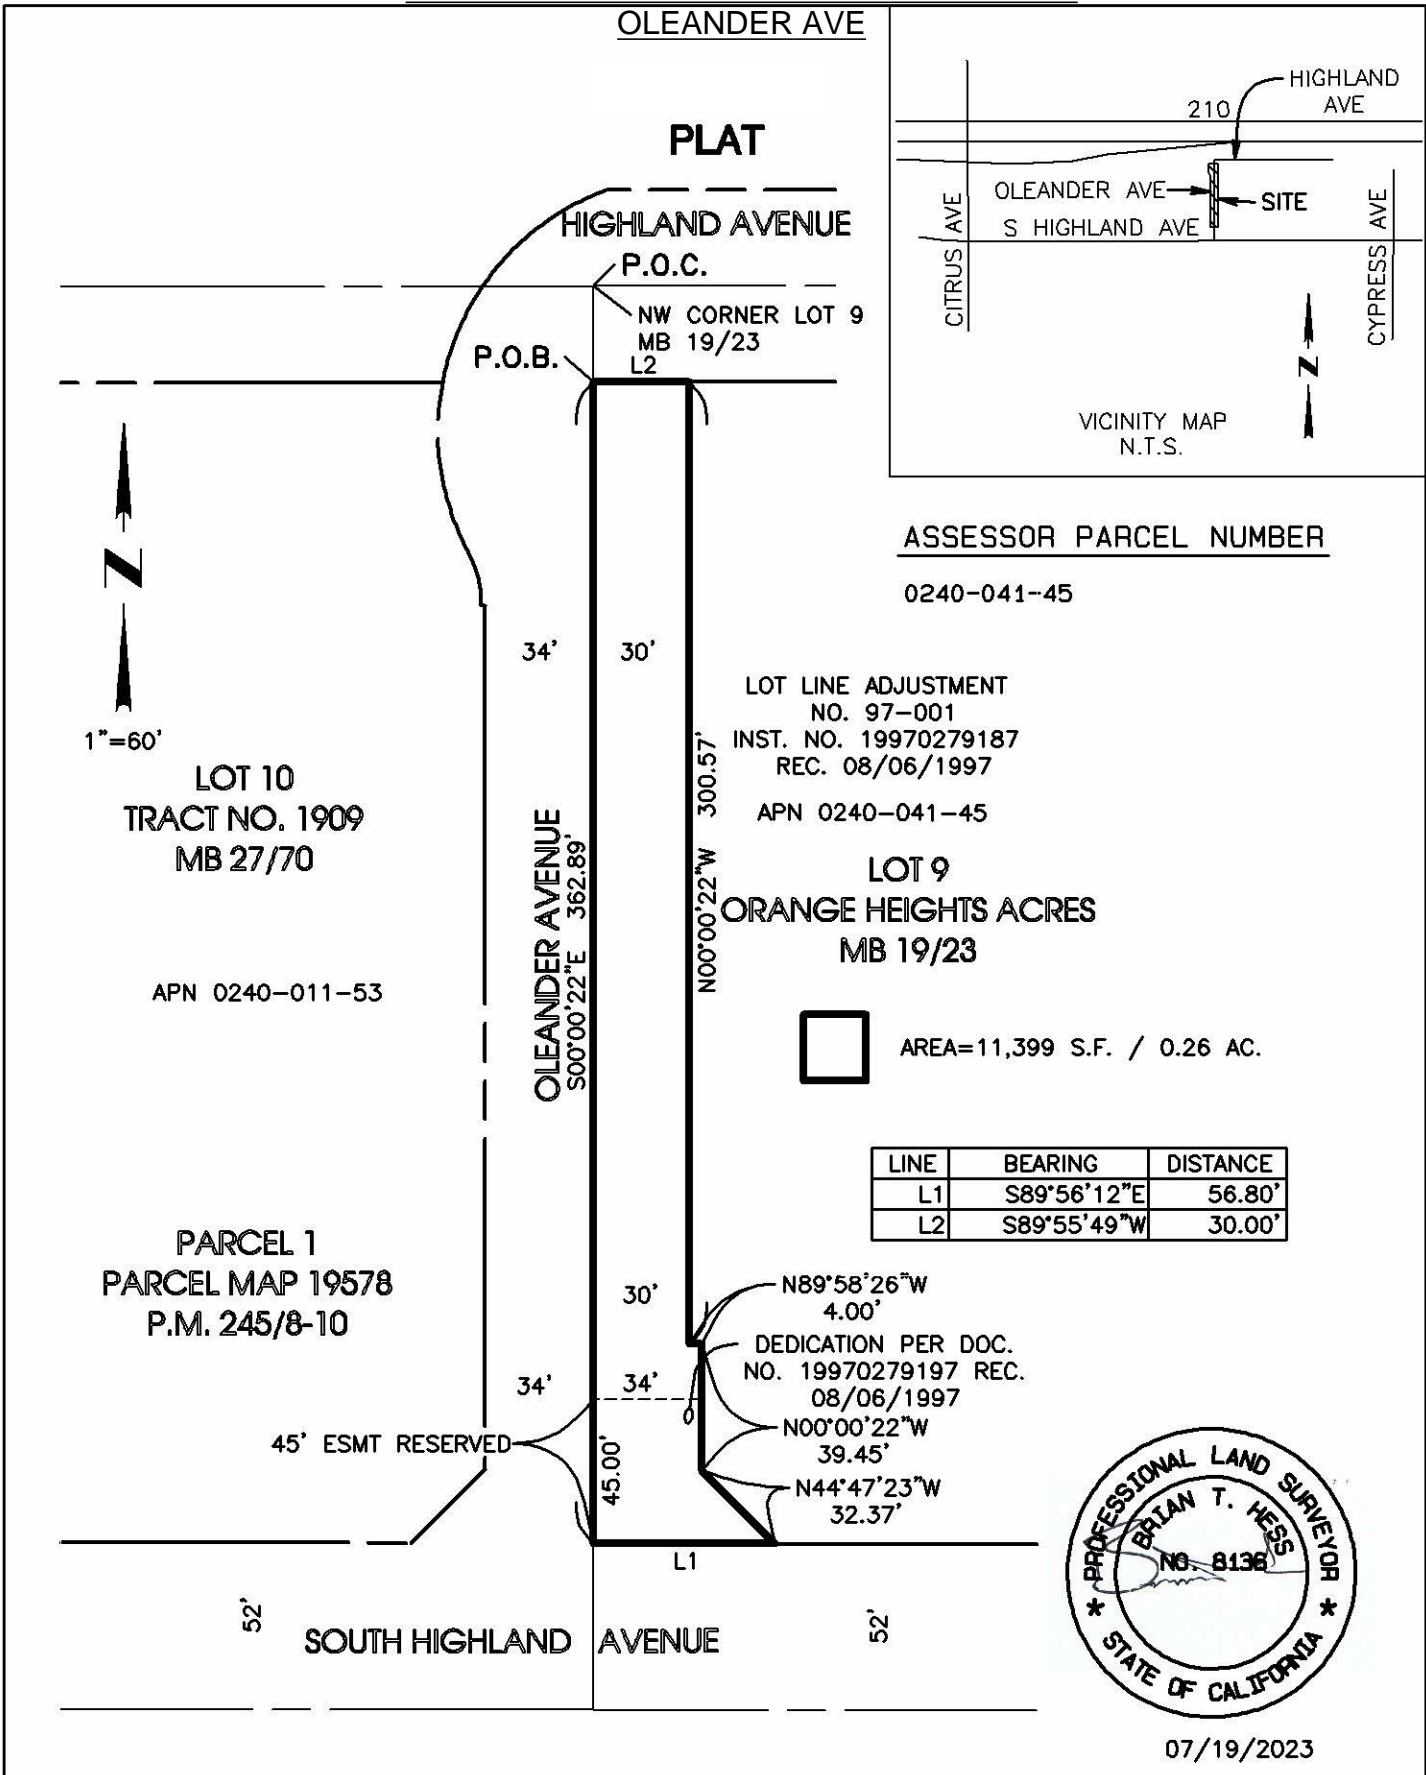 OLEANDER AVE
PLAT
HIGHLAND AVENUE
P.O.C.
NW CORNER LOT 9
MB 19/23
P.O.B.
L2
210
HIGHLAND
AVE
OLEANDER AVE
SITE
S HIGHLAND AVE
CITRUS AVE
CYPRESS AVE
N
VICINITY MAP
N.T.S.
ASSESSOR PARCEL NUMBER
0240-041-45
N
1"=60'
34'
30'
LOT LINE ADJUSTMENT
NO. 97-001
INST. NO. 19970279187
REC. 08/06/1997
APN 0240-041-45
LOT 10
TRACT NO. 1909
MB 27/70
OLEANDER AVENUE
S00°00'22"E 362.89'
N00°00'22"W 300.57'
LOT 9
ORANGE HEIGHTS ACRES
MB 19/23
APN 0240-011-53
AREA=11,399 S.F. / 0.26 AC.
LINE BEARING DISTANCE
L1 S89°56'12"E 56.80'
L2 S89°55'49"W 30.00'
PARCEL 1
PARCEL MAP 19578
P.M. 245/8-10
30'
N89°58'26"W
4.00'
DEDICATION PER DOC.
NO. 19970279197 REC.
08/06/1997
34'
34'
N00°00'22"W
39.45'
45' ESMT RESERVED
45.00'
N44°47'23"W
32.37'
L1
52'
52'
SOUTH HIGHLAND AVENUE
PROFESSIONAL LAND SURVEYOR
BRIAN T. HESS
NO. 8136
* STATE OF CALIFORNIA *
07/19/2023